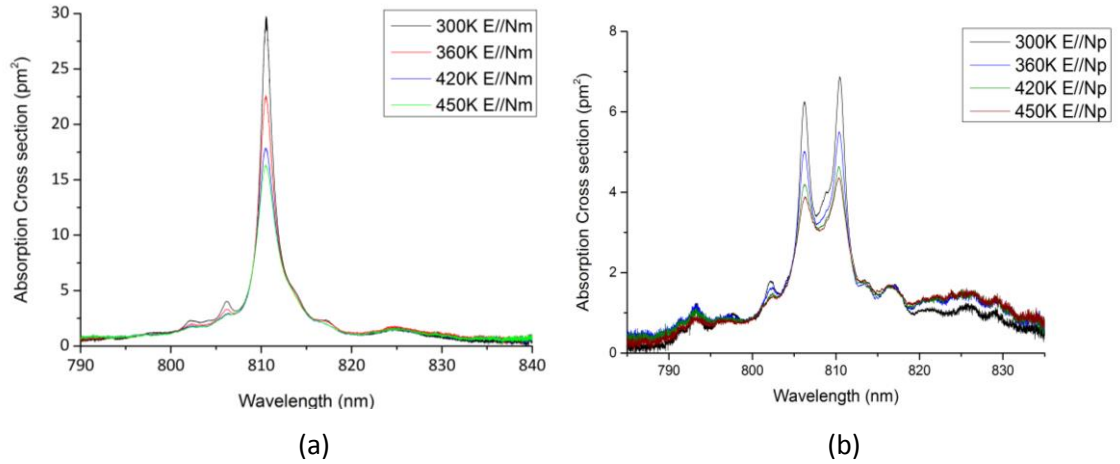 30
25
20
15
10
5
0
790 800 810 820 830 840
Absorption Cross section (pm²)
Wavelength (nm)
300K E//Nm
360K E//Nm
420K E//Nm
450K E//Nm
(a)
8
6
4
2
0
790 800 810 820 830
Absorption Cross section (pm²)
Wavelength (nm)
300K E//Np
360K E//Np
420K E//Np
450K E//Np
(b)